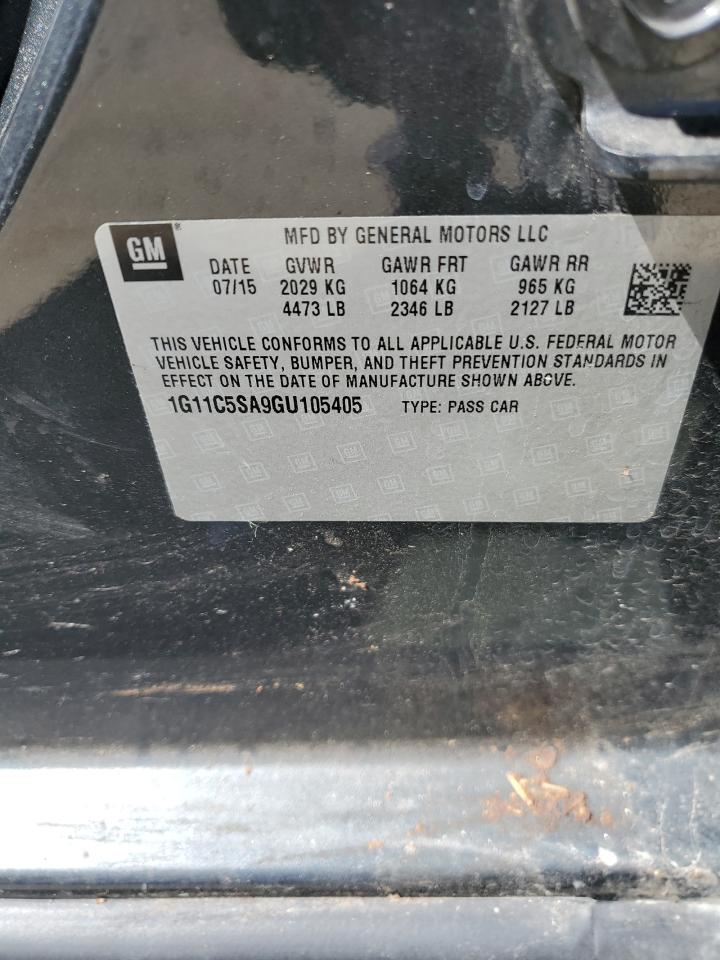 GM
MFD BY GENERAL MOTORS LLC
DATE GVWR GAWR FRT GAWR RR
07/15 2029 KG 1064 KG 965 KG
4473 LB 2346 LB 2127 LB
THIS VEHICLE CONFORMS TO ALL APPLICABLE U.S. FEDERAL MOTOR
VEHICLE SAFETY, BUMPER, AND THEFT PREVENTION STANDARDS IN
EFFECT ON THE DATE OF MANUFACTURE SHOWN ABOVE.
1G11C5SA9GU105405 TYPE: PASS CAR